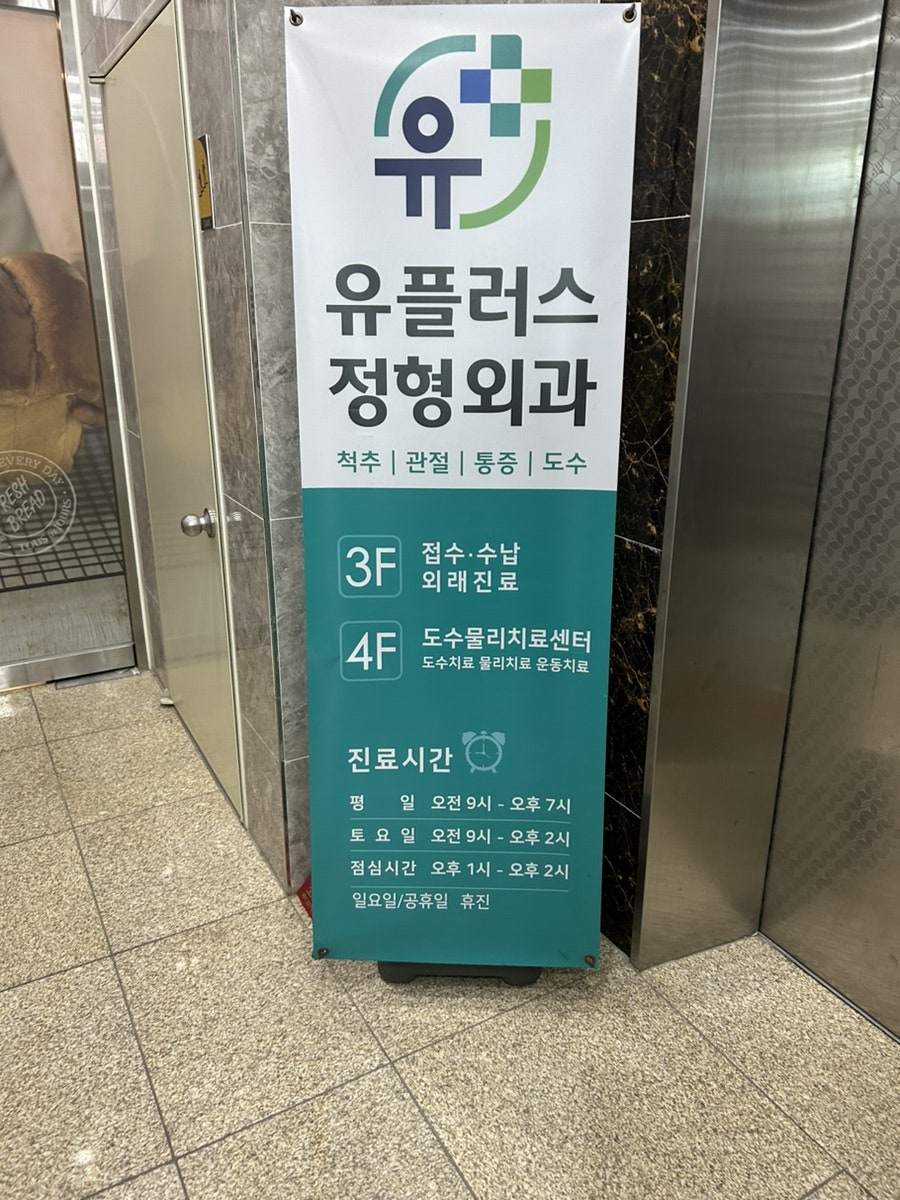 유
유플러스
정형외과
척추 | 관절 | 통증 | 도수
3F 접수·수납
외래진료
4F 도수물리치료센터
도수치료 물리치료 운동치료
진료시간
평 일 오전 9시 - 오후 7시
토요일 오전 9시 - 오후 2시
점심시간 오후 1시 - 오후 2시
일요일/공휴일 휴진
EVERY DAY
FRESH
BREAD